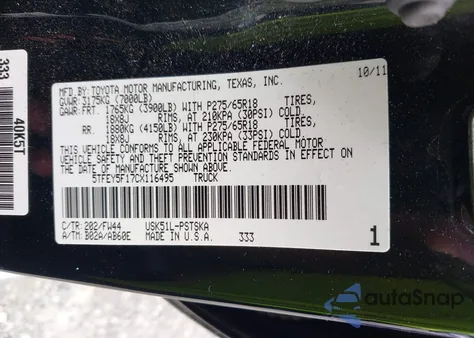 MFD.BY:TOYOTA MOTOR MANUFACTURING, TEXAS, INC. 10/11
GVWR: 3175KG (7000LB)
GAWR:FRT. 1765KG (3900LB) WITH P275/65R18 TIRES,
18X8J RIMS, AT 210KPA (30PSI) COLD.
RR. 1880KG (4150LB) WITH P275/65R18 TIRES,
18X8J RIMS, AT 230KPA (33PSI) COLD.
THIS VEHICLE CONFORMS TO ALL APPLICABLE FEDERAL MOTOR
VEHICLE SAFETY, BUMPER, AND THEFT PREVENTION STANDARDS IN EFFECT ON
THE DATE OF MANUFACTURE SHOWN ABOVE.
5TFEY5F17CX116495 TRUCK
C/TR: 202/FW44 USK51L-PSTSKA
A/TM: B02A/AB60E MADE IN U.S.A. 333 1
333
40K5T
autoSnap